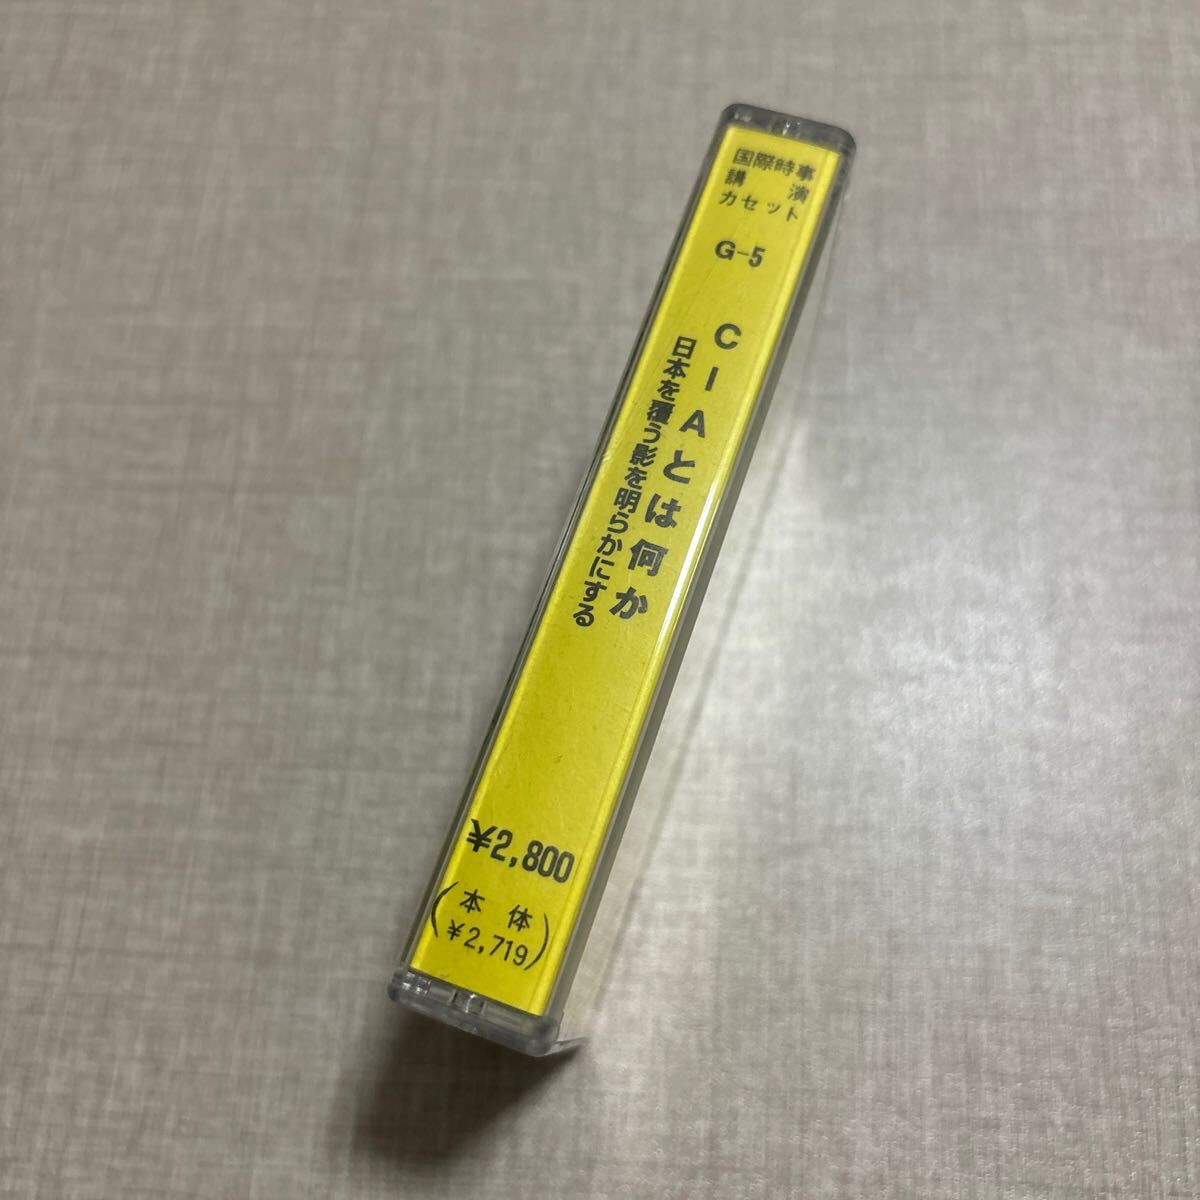 国際時事
講演
カセット
G-5
CIAとは何か
日本を覆う影を明らかにする
¥2,800
(本体
¥2,719)